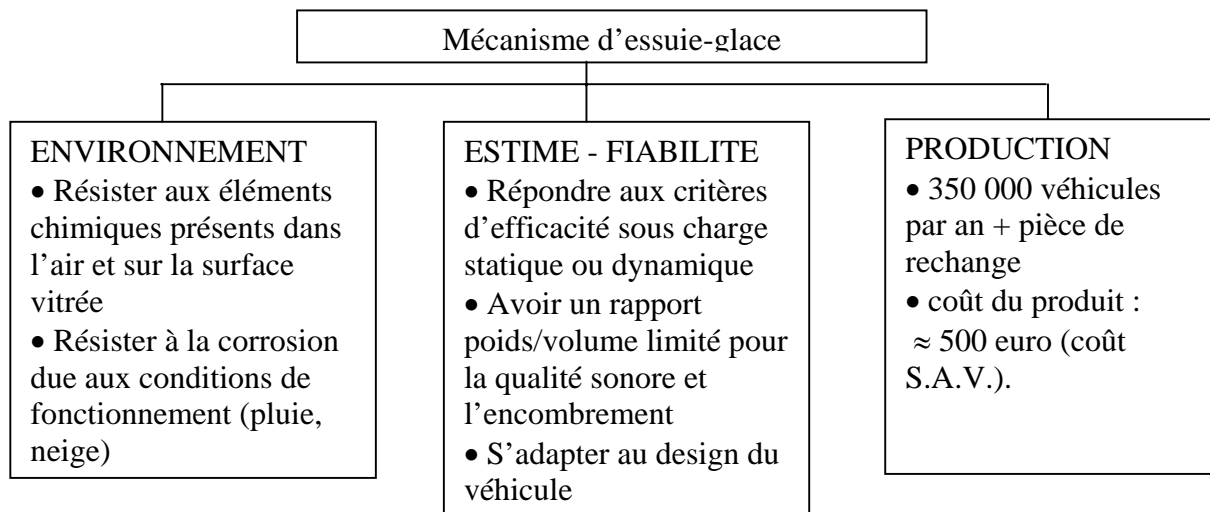 Mécanisme d'essuie-glace
ENVIRONNEMENT
• Résister aux éléments
chimiques présents dans
l'air et sur la surface
vitrée
• Résister à la corrosion
due aux conditions de
fonctionnement (pluie,
neige)
ESTIME - FIABILITE
• Répondre aux critères
d'efficacité sous charge
statique ou dynamique
• Avoir un rapport
poids/volume limité pour
la qualité sonore et
l'encombrement
• S'adapter au design du
véhicule
PRODUCTION
• 350 000 véhicules
par an + pièce de
rechange
• coût du produit :
≈ 500 euro (coût
S.A.V.).